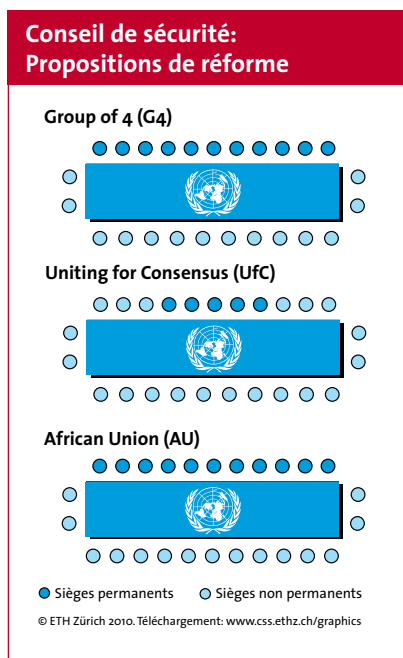 Conseil de sécurité:
Propositions de réforme
Group of 4 (G4)
Uniting for Consensus (UfC)
African Union (AU)
Sièges permanents
Sièges non permanents
© ETH Zürich 2010. Téléchargement: www.css.ethz.ch/graphics